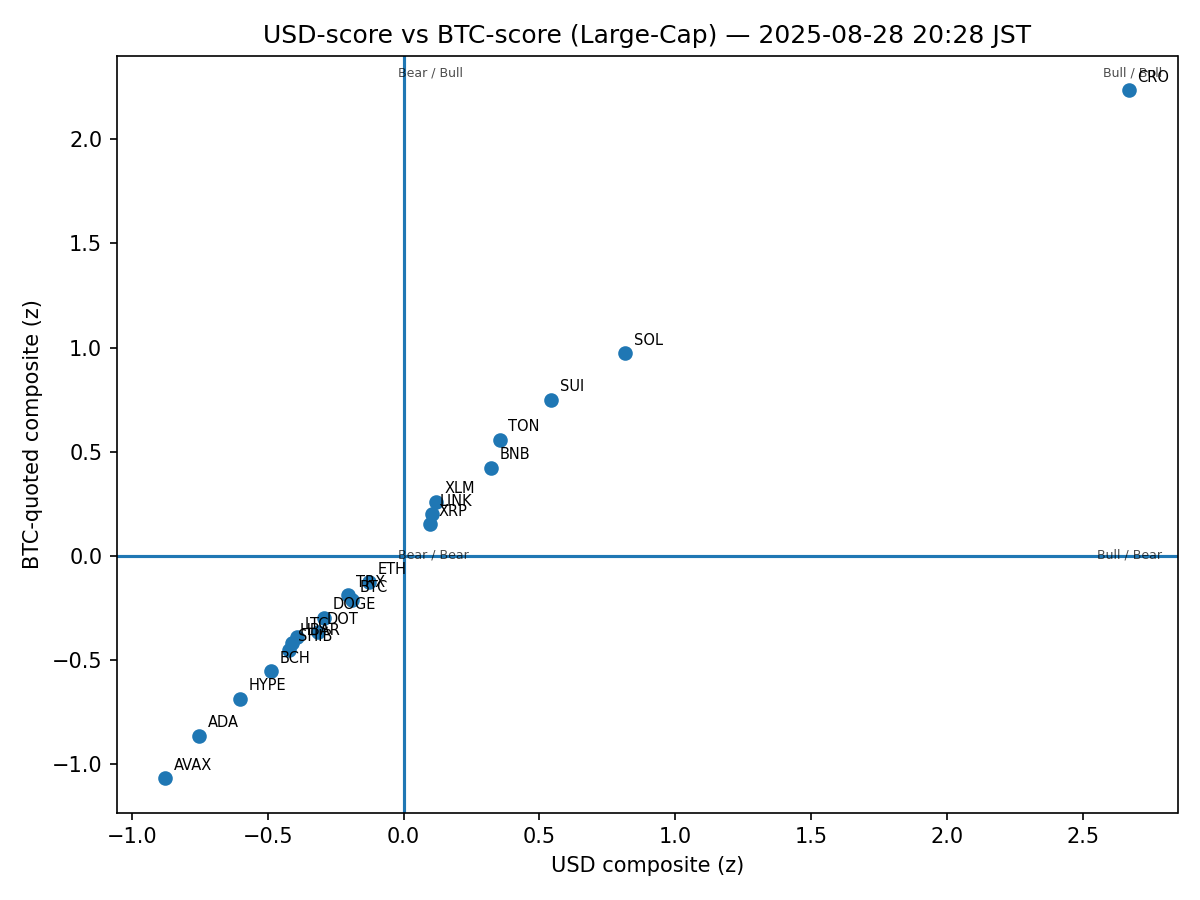 USD-score vs BTC-score (Large-Cap) — 2025-08-28 20:28 JST
Bear / Bull
Bull / Bull
CRO
2.0
1.5
1.0
0.5
0.0
−0.5
−1.0
BTC-quoted composite (z)
SOL
SUI
TON
BNB
XLM
LINK
XRP
Bear / Bear
Bull / Bear
ETH
TRX
BTC
DOGE
DOT
LTC
HBAR
SHIB
BCH
HYPE
ADA
AVAX
−1.0
−0.5
0.0
0.5
1.0
1.5
2.0
2.5
USD composite (z)